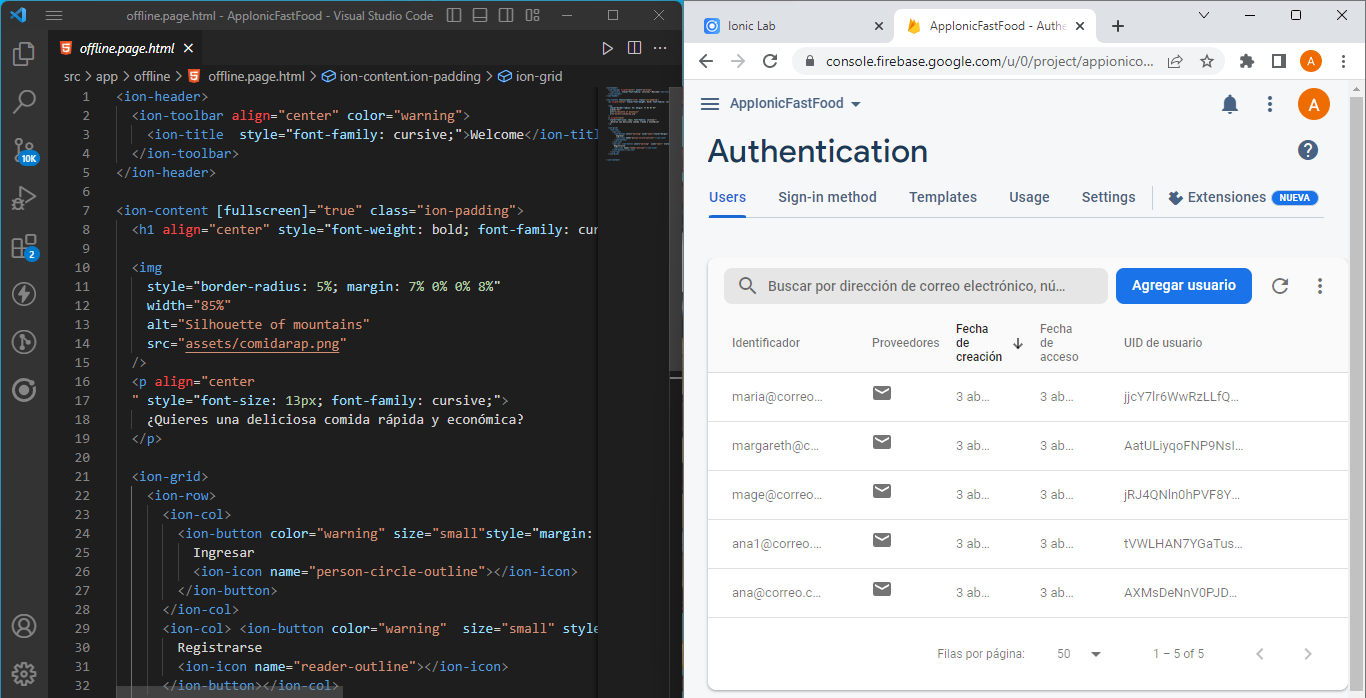 offline.page.html - AppIonicFastFood - Visual Studio Code
offline.page.html
src > app > offline > offline.page.html > ion-content.ion-padding > ion-grid
10K
2
1 <ion-header>
2 <ion-toolbar align="center" color="warning">
3 <ion-title style="font-family: cursive;">Welcome</ion-titl
4 </ion-toolbar>
5 </ion-header>
6
7 <ion-content [fullscreen]="true" class="ion-padding">
8 <h1 align="center" style="font-weight: bold; font-family: cur
9
10 <img
11 style="border-radius: 5%; margin: 7% 0% 0% 8%"
12 width="85%"
13 alt="Silhouette of mountains"
14 src="assets/comidarap.png"
15 />
16 <p align="center
17 " style="font-size: 13px; font-family: cursive;">
18 ¿Quieres una deliciosa comida rápida y económica?
19 </p>
20
21 <ion-grid>
22 <ion-row>
23 <ion-col>
24 <ion-button color="warning" size="small"style="margin:
25 Ingresar
26 <ion-icon name="person-circle-outline"></ion-icon>
27 </ion-button>
28 </ion-col>
29 <ion-col> <ion-button color="warning"  size="small" style
30 Registrarse
31 <ion-icon name="reader-outline"></ion-icon>
32 </ion-button></ion-col>
Ionic Lab
AppIonicFastFood - Authe
console.firebase.google.com/u/0/project/appionico...
A
AppIonicFastFood
A
Authentication
Users Sign-in method Templates Usage Settings Extensiones NUEVA
Buscar por dirección de correo electrónico, nú...
Agregar usuario
Identificador Proveedores Fecha de creación Fecha de acceso UID de usuario
maria@correo... 3 ab... 3 ab... jjcY7lr6WwRzLLfQ...
margareth@c... 3 ab... 3 ab... AatULiyqoFNP9NsI...
mage@correo... 3 ab... 3 ab... jRJ4QNln0hPVF8Y...
ana1@correo.... 3 ab... 3 ab... tVWLHAN7YGaTus...
ana@correo.c... 3 ab... 3 ab... AXMsDeNnV0PJD...
Filas por página: 50 1 – 5 of 5